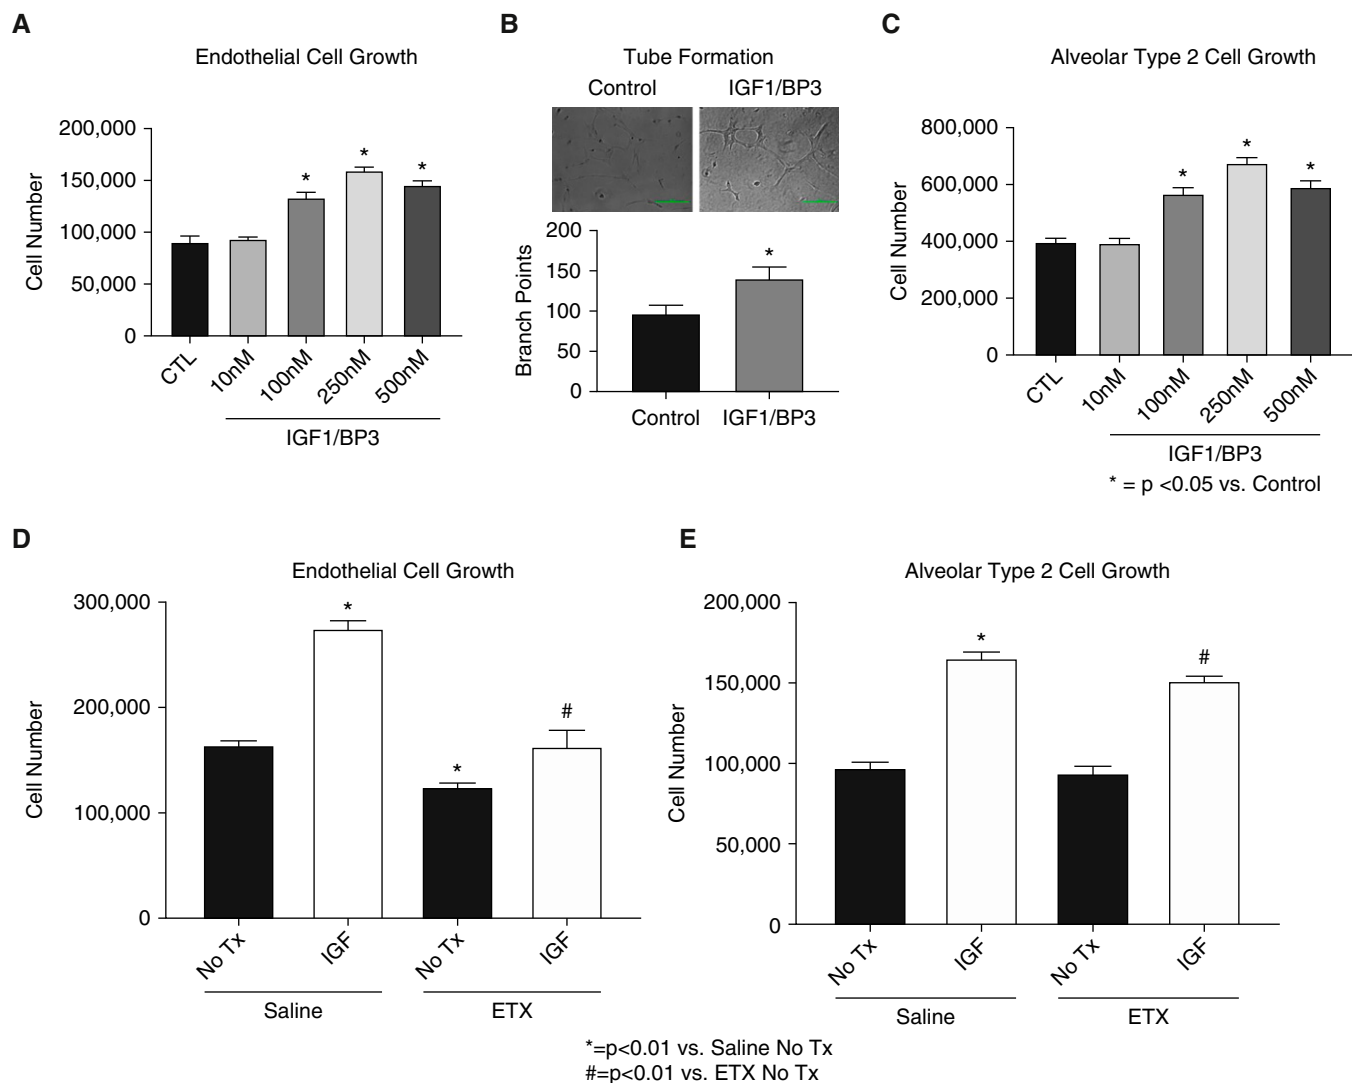 A
Endothelial Cell Growth
Cell Number
200,000
150,000
100,000
50,000
0
*
*
*
CTL
10nM
100nM
250nM
500nM
IGF1/BP3
B
Tube Formation
Control
IGF1/BP3
Branch Points
200
150
100
50
0
*
Control
IGF1/BP3
C
Alveolar Type 2 Cell Growth
Cell Number
800,000
600,000
400,000
200,000
0
*
*
*
CTL
10nM
100nM
250nM
500nM
IGF1/BP3
* = p <0.05 vs. Control
D
Endothelial Cell Growth
Cell Number
300,000
200,000
100,000
0
*
*
#
No Tx
IGF
No Tx
IGF
Saline
ETX
E
Alveolar Type 2 Cell Growth
Cell Number
200,000
150,000
100,000
50,000
0
*
#
No Tx
IGF
No Tx
IGF
Saline
ETX
*=p<0.01 vs. Saline No Tx
#=p<0.01 vs. ETX No Tx